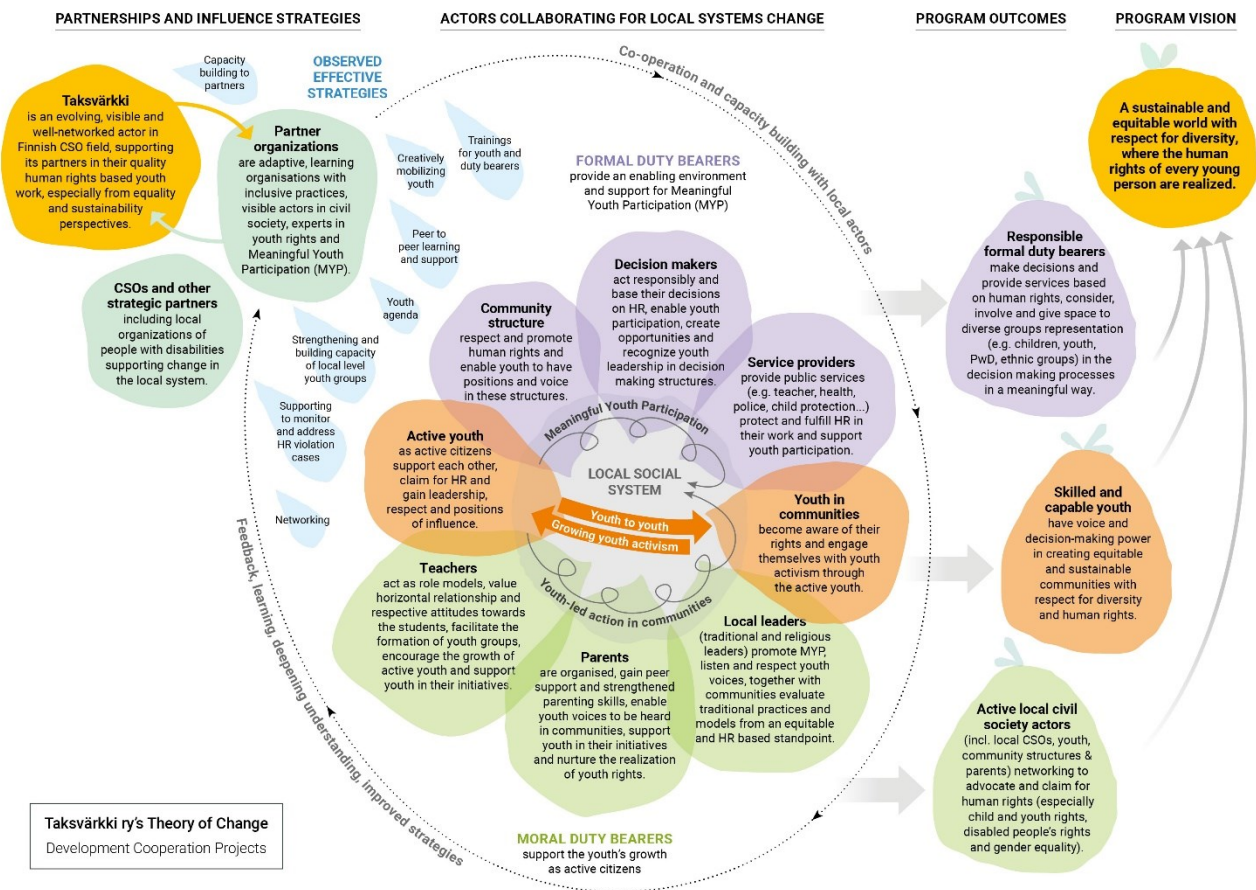 PARTNERSHIPS AND INFLUENCE STRATEGIES
ACTORS COLLABORATING FOR LOCAL SYSTEMS CHANGE
PROGRAM OUTCOMES
PROGRAM VISION
Taksvärkki
is an evolving, visible and
well-networked actor in
Finnish CSO field, supporting
its partners in their quality
human rights based youth
work, especially from equality
and sustainability
perspectives.
Partner
organizations
are adaptive, learning
organisations with
inclusive practices,
visible actors in civil
society, experts in
youth rights and
Meaningful Youth
Participation (MYP).
CSOs and other
strategic partners
including local
organizations of
people with disabilities
supporting change in
the local system.
OBSERVED
EFFECTIVE
STRATEGIES
Capacity
building to
partners
Creatively
mobilizing
youth
Trainings
for youth and
duty bearers
Peer to
peer learning
and support
Youth
agenda
Strengthening and
building capacity
of local level
youth groups
Supporting
to monitor
and address
HR violation
cases
Networking
Co-operation and capacity building with local actors
Feedback, learning, deepening understanding, improved strategies
FORMAL DUTY BEARERS
provide an enabling environment
and support for Meaningful
Youth Participation (MYP)
Community
structure
respect and promote
human rights and
enable youth to have
positions and voice
in these structures.
Decision makers
act responsibly and
base their decisions
on HR, enable youth
participation, create
opportunities and
recognize youth
leadership in decision
making structures.
Service providers
provide public services
(e.g. teacher, health,
police, child protection...)
protect and fulfill HR in
their work and support
youth participation.
Active youth
as active citizens
support each other,
claim for HR and
gain leadership,
respect and positions
of influence.
Meaningful Youth Participation
LOCAL SOCIAL
SYSTEM
Youth to youth
Growing youth activism
Youth-led action in communities
Youth in
communities
become aware of their
rights and engage
themselves with youth
activism through
the active youth.
Teachers
act as role models, value
horizontal relationship and
respective attitudes towards
the students, facilitate the
formation of youth groups,
encourage the growth of
active youth and support
youth in their initiatives.
Parents
are organised, gain peer
support and strengthened
parenting skills, enable
youth voices to be heard
in communities, support
youth in their initiatives
and nurture the realization
of youth rights.
Local leaders
(traditional and religious
leaders) promote MYP,
listen and respect youth
voices, together with
communities evaluate
traditional practices and
models from an equitable
and HR based standpoint.
MORAL DUTY BEARERS
support the youth's growth
as active citizens
Responsible
formal duty bearers
make decisions and
provide services based
on human rights, consider,
involve and give space to
diverse groups representation
(e.g. children, youth,
PwD, ethnic groups) in the
decision making processes
in a meaningful way.
Skilled and
capable youth
have voice and
decision-making power
in creating equitable
and sustainable
communities with
respect for diversity
and human rights.
Active local civil
society actors
(incl. local CSOs, youth,
community structures &
parents) networking to
advocate and claim for
human rights (especially
child and youth rights,
disabled people's rights
and gender equality).
A sustainable and
equitable world with
respect for diversity,
where the human
rights of every young
person are realized.
Taksvärkki ry's Theory of Change
Development Cooperation Projects